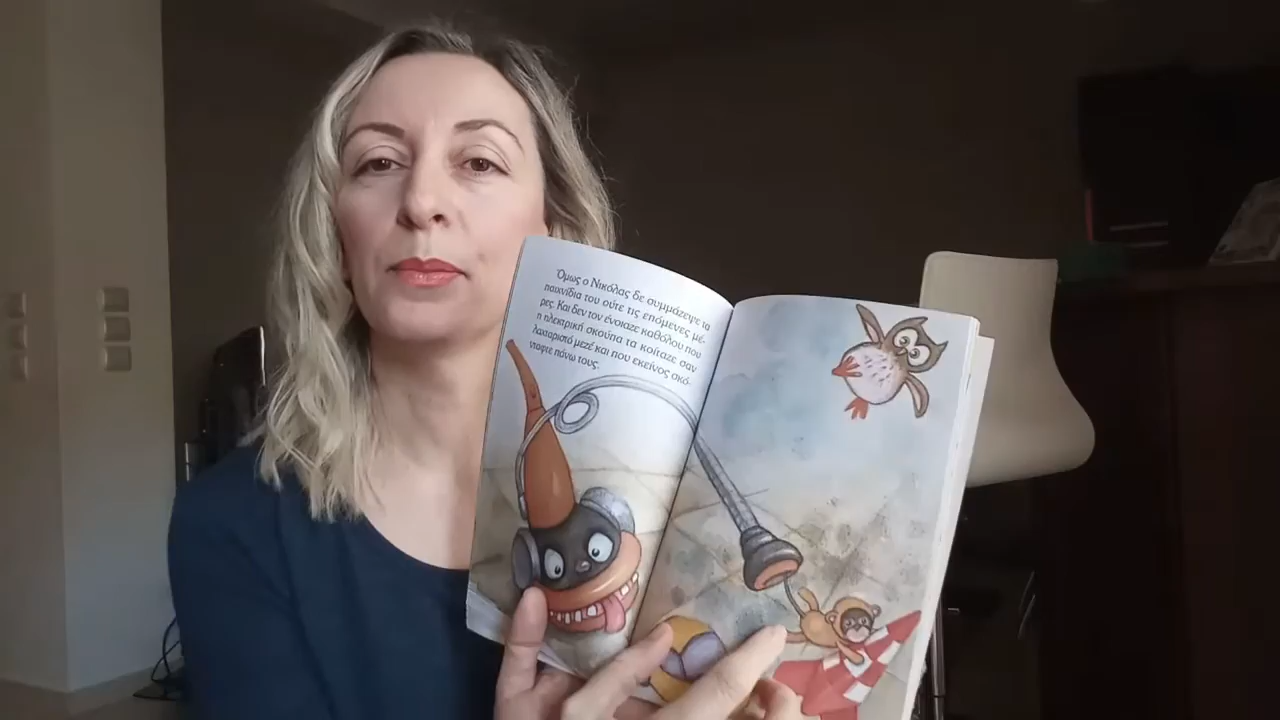 Όμως ο Νικόλας δε συμμάζεψε τα
παιχνίδια του ούτε τις επόμενες μέ-
ρες. Και δεν τον ένοιαζε καθόλου που
η ηλεκτρική σκούπα τα κοίταζε σαν
λαχταριστό μεζέ και που εκείνος σκό-
νταφτε πάνω τους.